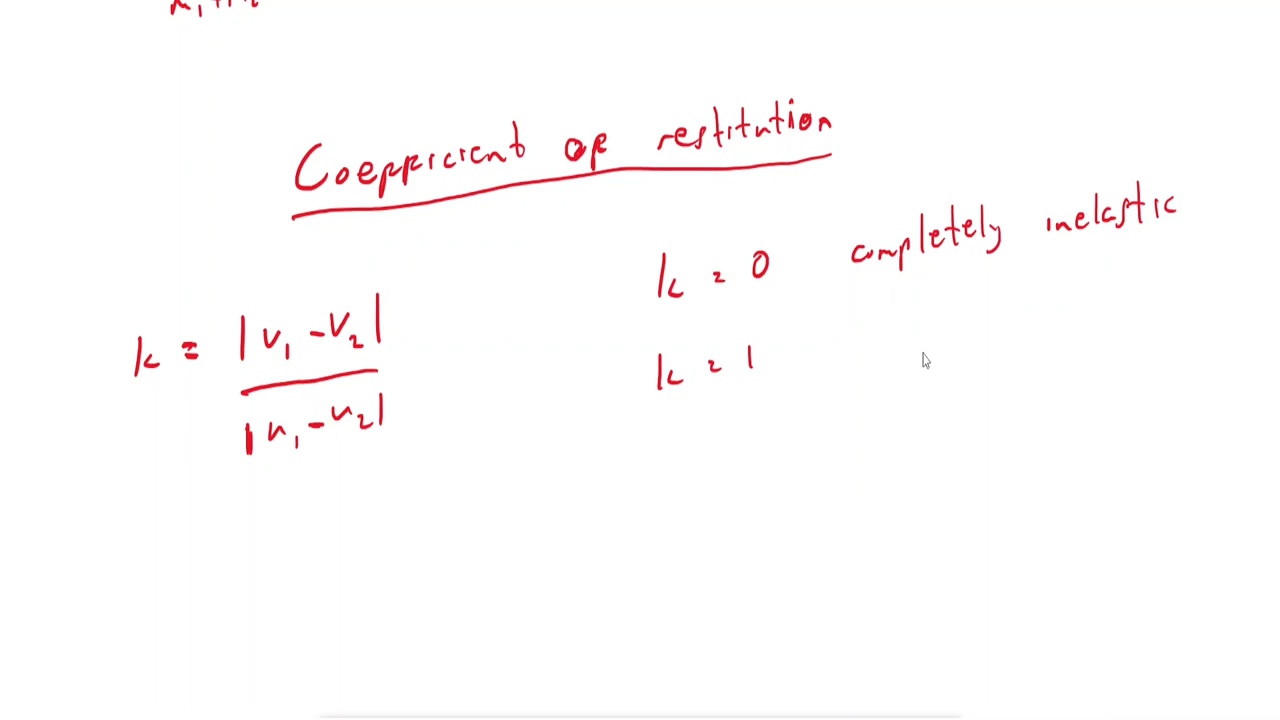 Coefficient of restitution
k = 0 completely inelastic
k = |v₁ - v₂| / |u₁ - u₂|
k = 1